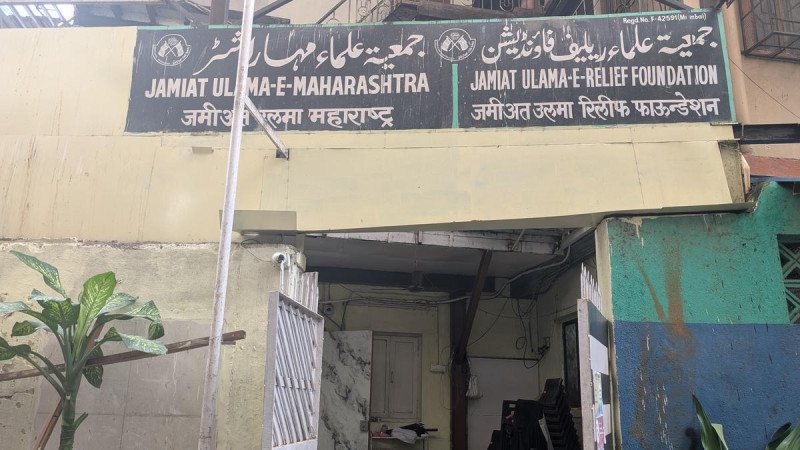 جمعیۃ علماء مہاراشٹر
JAMIAT ULAMA-E-MAHARASHTRA
जमीअत उलमा महाराष्ट्र
Regd.No.F-42591(Mumbai)
جمعیۃ علماء ریلیف فاؤنڈیشن
JAMIAT ULAMA-E-RELIEF FOUNDATION
जमीअत उलमा रिलीफ फाऊन्डेशन